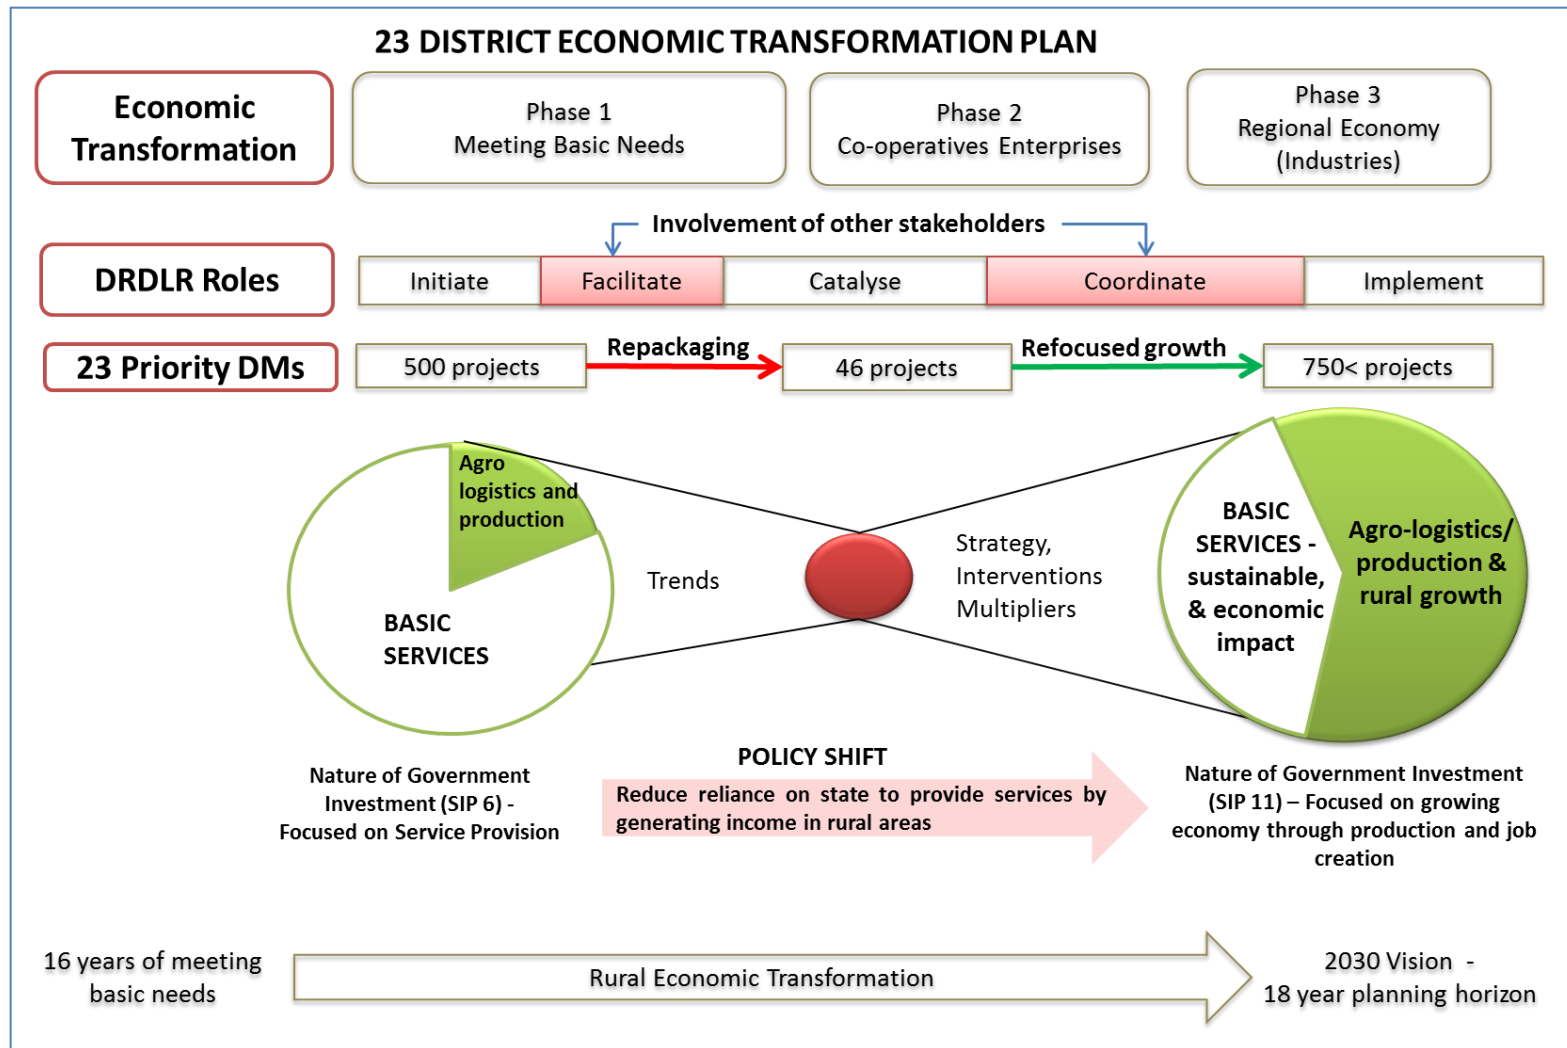 23 DISTRICT ECONOMIC TRANSFORMATION PLAN
Economic
Transformation
Phase 1
Meeting Basic Needs
Phase 2
Co-operatives Enterprises
Phase 3
Regional Economy
(Industries)
Involvement of other stakeholders
DRDLR Roles
Initiate
Facilitate
Catalyse
Coordinate
Implement
23 Priority DMs
500 projects
Repackaging
46 projects
Refocused growth
750< projects
Agro
logistics and
production
BASIC
SERVICES
Trends
Strategy,
Interventions
Multipliers
BASIC
SERVICES -
sustainable,
& economic
impact
Agro-logistics/
production &
rural growth
Nature of Government
Investment (SIP 6) -
Focused on Service Provision
POLICY SHIFT
Reduce reliance on state to provide services by
generating income in rural areas
Nature of Government Investment
(SIP 11) – Focused on growing
economy through production and job
creation
16 years of meeting
basic needs
Rural Economic Transformation
2030 Vision -
18 year planning horizon